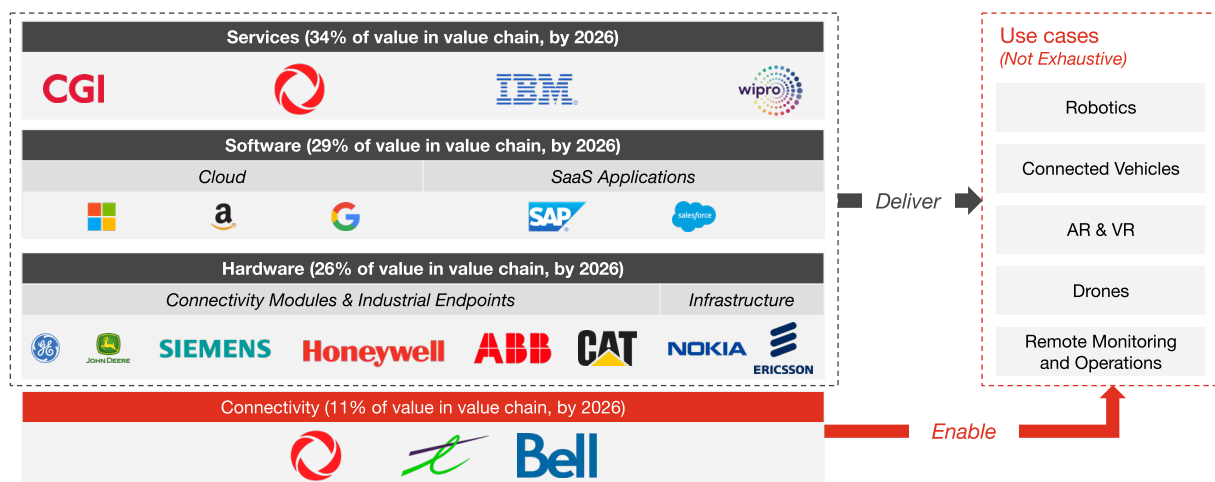 Services (34% of value in value chain, by 2026)
CGI
IBM
wipro
Software (29% of value in value chain, by 2026)
Cloud
SaaS Applications
a
G
SAP
salesforce
Hardware (26% of value in value chain, by 2026)
Connectivity Modules & Industrial Endpoints
Infrastructure
GE
JOHN DEERE
SIEMENS
Honeywell
ABB
CAT
NOKIA
ERICSSON
Connectivity (11% of value in value chain, by 2026)
t
Bell
Deliver
Enable
Use cases
(Not Exhaustive)
Robotics
Connected Vehicles
AR & VR
Drones
Remote Monitoring
and Operations